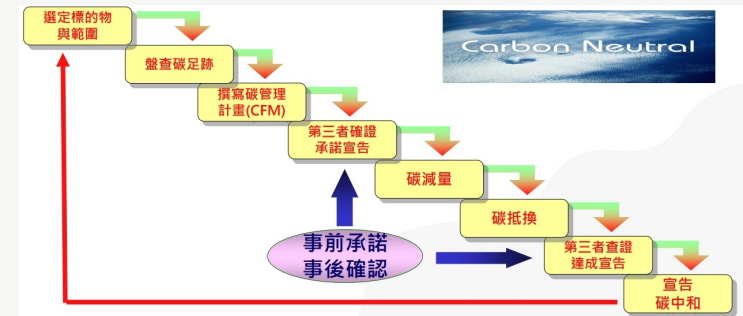 選定標的物
與範圍
Carbon Neutral
盤查碳足跡
撰寫碳管理
計畫(CFM)
第三者確證
承諾宣告
碳減量
碳抵換
事前承諾
事後確認
第三者查證
達成宣告
宣告
碳中和